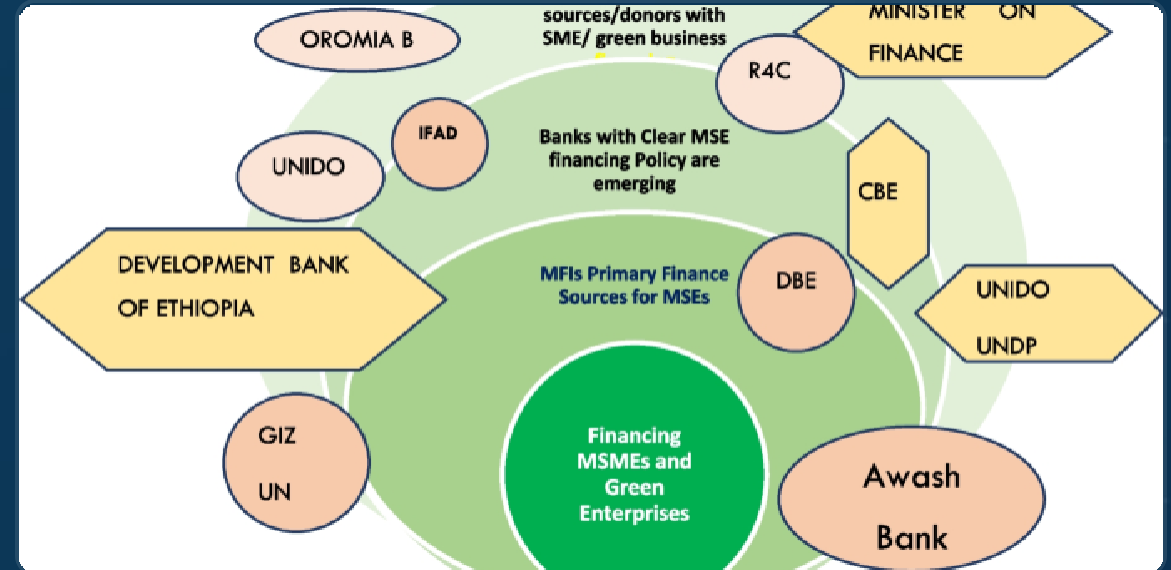 sources/donors with
SME/ green business
MINISTER ON
FINANCE
OROMIA B
R4C
IFAD
Banks with Clear MSE
financing Policy are
emerging
UNIDO
CBE
DEVELOPMENT BANK
OF ETHIOPIA
MFIs Primary Finance
Sources for MSEs
DBE
UNIDO
UNDP
GIZ
UN
Financing
MSMEs and
Green
Enterprises
Awash
Bank